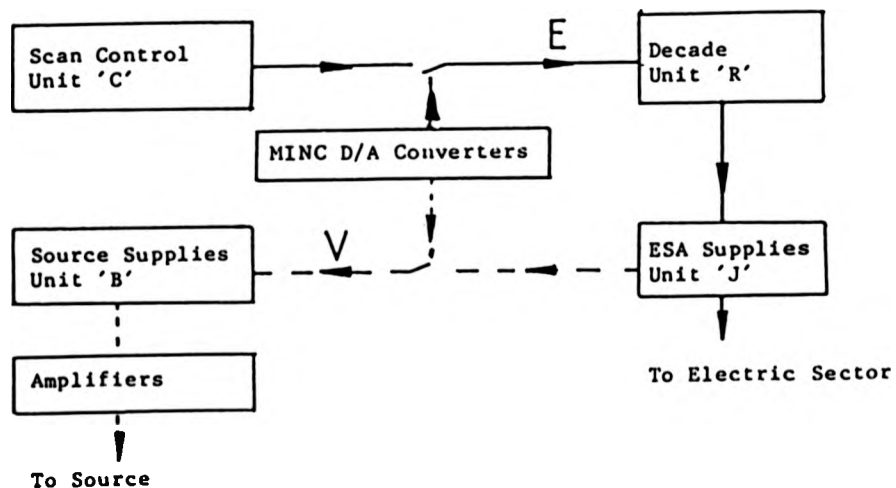 Scan Control
Unit 'C'
E
Decade
Unit 'R'
MINC D/A Converters
Source Supplies
Unit 'B'
V
ESA Supplies
Unit 'J'
Amplifiers
To Electric Sector
To Source